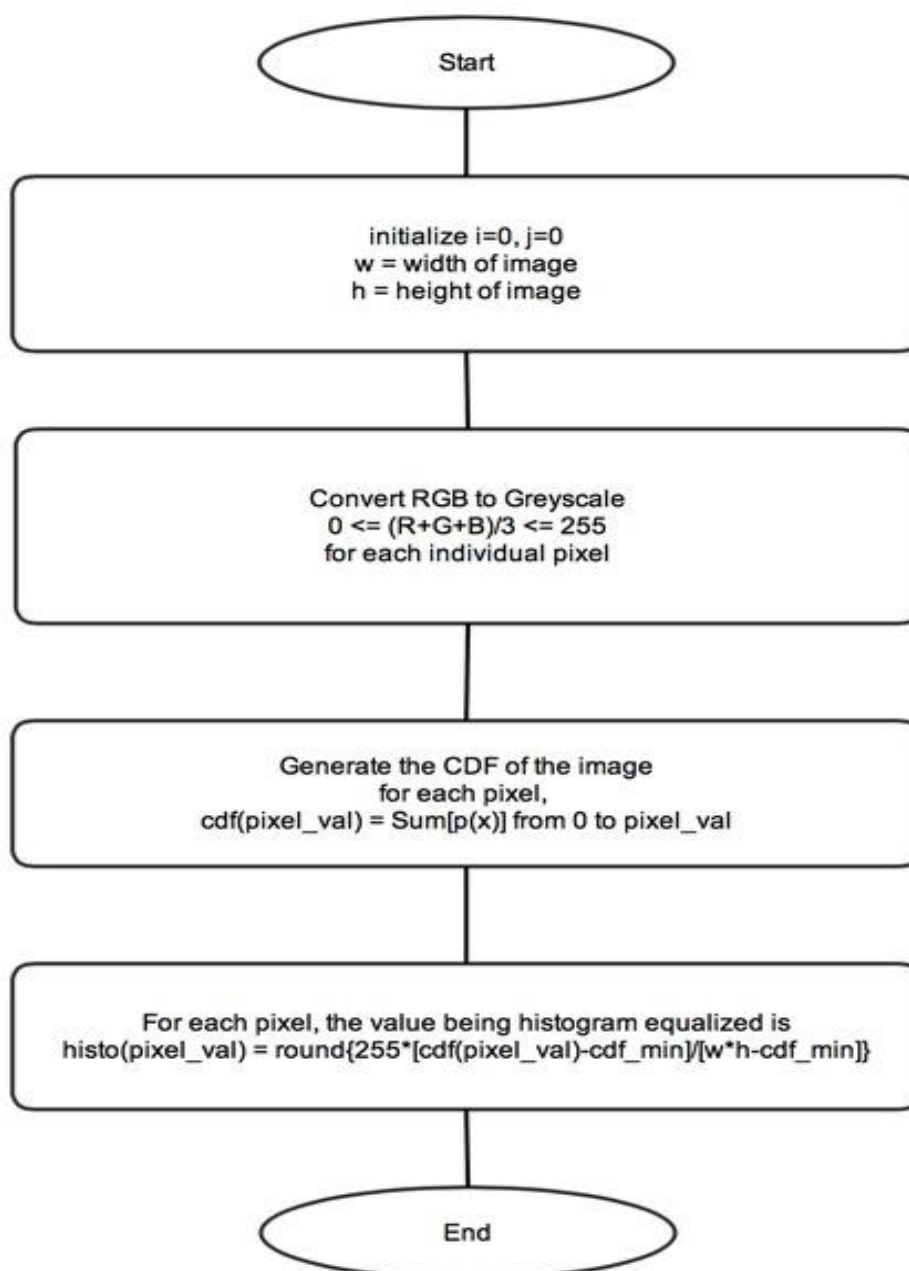 Start
initialize i=0, j=0
w = width of image
h = height of image
Convert RGB to Greyscale
0 <= (R+G+B)/3 <= 255
for each individual pixel
Generate the CDF of the image
for each pixel,
cdf(pixel_val) = Sum[p(x)] from 0 to pixel_val
For each pixel, the value being histogram equalized is
histo(pixel_val) = round{255*[cdf(pixel_val)-cdf_min]/[w*h-cdf_min]}
End